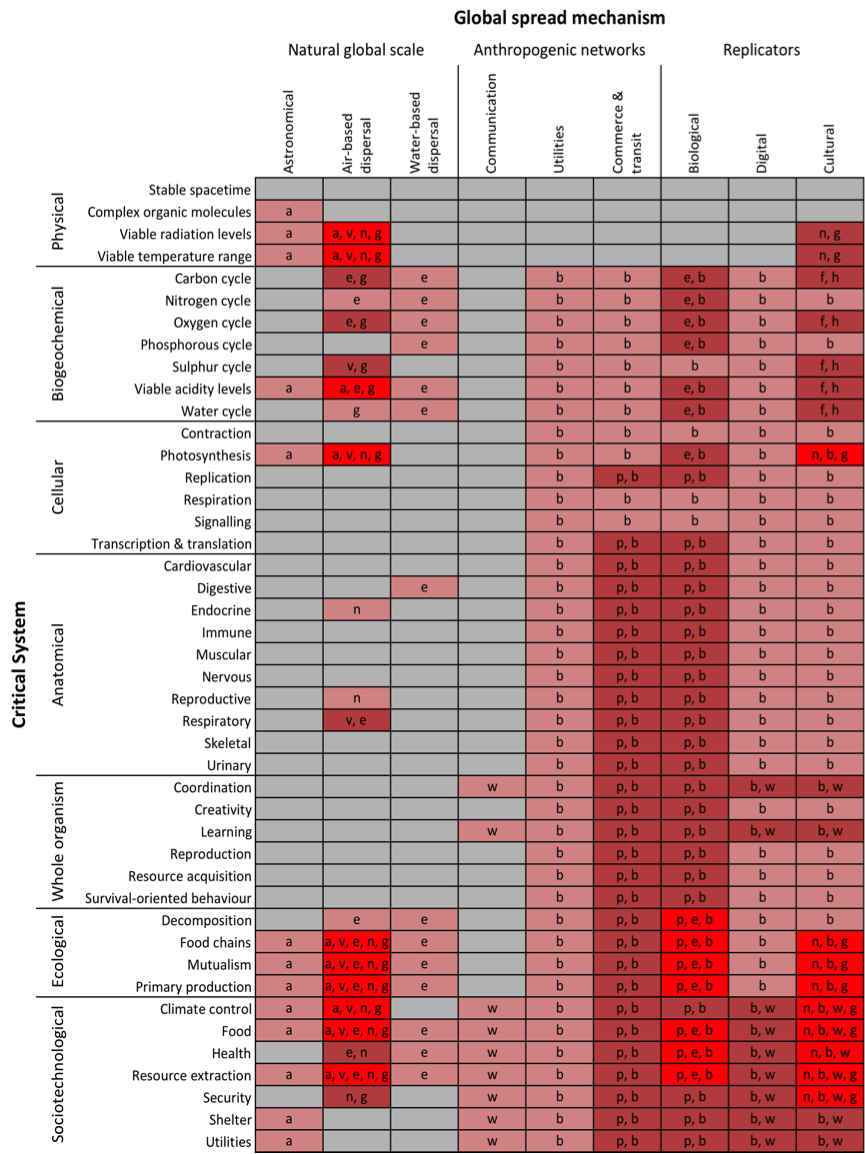 Global spread mechanism
Natural global scale Anthropogenic networks Replicators
Astronomical
Air-based
dispersal
Water-based
dispersal
Communication
Utilities
Commerce &
transit
Biological
Digital
Cultural
Critical System
Physical
Stable spacetime
Complex organic molecules a
Viable radiation levels a a, v, n, g n, g
Viable temperature range a a, v, n, g n, g
Biogeochemical
Carbon cycle e, g e b b e, b b f, h
Nitrogen cycle e e b b e, b b b
Oxygen cycle e, g e b b e, b b f, h
Phosphorous cycle e b b e, b b b
Sulphur cycle v, g b b b b f, h
Viable acidity levels a a, e, g e b b e, b b f, h
Water cycle g e b b e, b b f, h
Cellular
Contraction b b b b b
Photosynthesis a a, v, n, g b b e, b b n, b, g
Replication b p, b p, b b b
Respiration b b b b b
Signalling b b b b b
Transcription & translation b p, b p, b b b
Anatomical
Cardiovascular b p, b p, b b b
Digestive e b p, b p, b b b
Endocrine n b p, b p, b b b
Immune b p, b p, b b b
Muscular b p, b p, b b b
Nervous b p, b p, b b b
Reproductive n b p, b p, b b b
Respiratory v, e b p, b p, b b b
Skeletal b p, b p, b b b
Urinary b p, b p, b b b
Whole organism
Coordination w b p, b p, b b, w b, w
Creativity b p, b p, b b b
Learning w b p, b p, b b, w b, w
Reproduction b p, b p, b b b
Resource acquisition b p, b p, b b b
Survival-oriented behaviour b p, b p, b b b
Ecological
Decomposition e e b p, b p, e, b b b
Food chains a a, v, e, n, g e b p, b p, e, b b n, b, g
Mutualism a a, v, e, n, g e b p, b p, e, b b n, b, g
Primary production a a, v, e, n, g e b p, b p, e, b b n, b, g
Sociotechnological
Climate control a a, v, n, g w b p, b p, b b, w n, b, w, g
Food a a, v, e, n, g e w b p, b p, e, b b, w n, b, w, g
Health e, n e w b p, b p, e, b b, w n, b, w
Resource extraction a a, v, e, n, g e w b p, b p, e, b b, w n, b, w, g
Security n, g w b p, b p, b b, w n, b, w, g
Shelter a w b p, b p, b b, w b, w
Utilities a w b p, b p, b b, w b, w